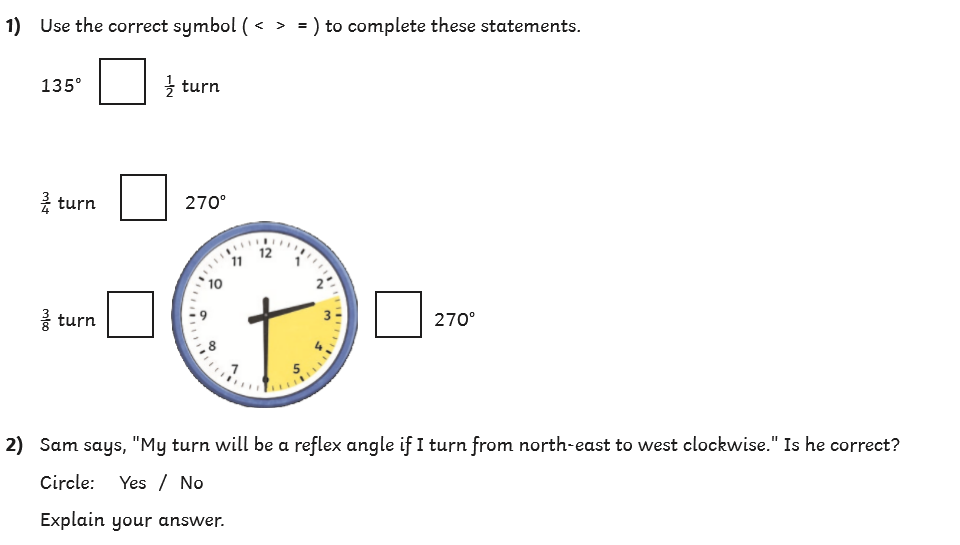 1) Use the correct symbol ( < > = ) to complete these statements.
135° ½ turn
¾ turn 270°
⅜ turn 12 1 2 3 4 5 7 8 9 10 11 270°
2) Sam says, "My turn will be a reflex angle if I turn from north-east to west clockwise." Is he correct?
Circle: Yes / No
Explain your answer.